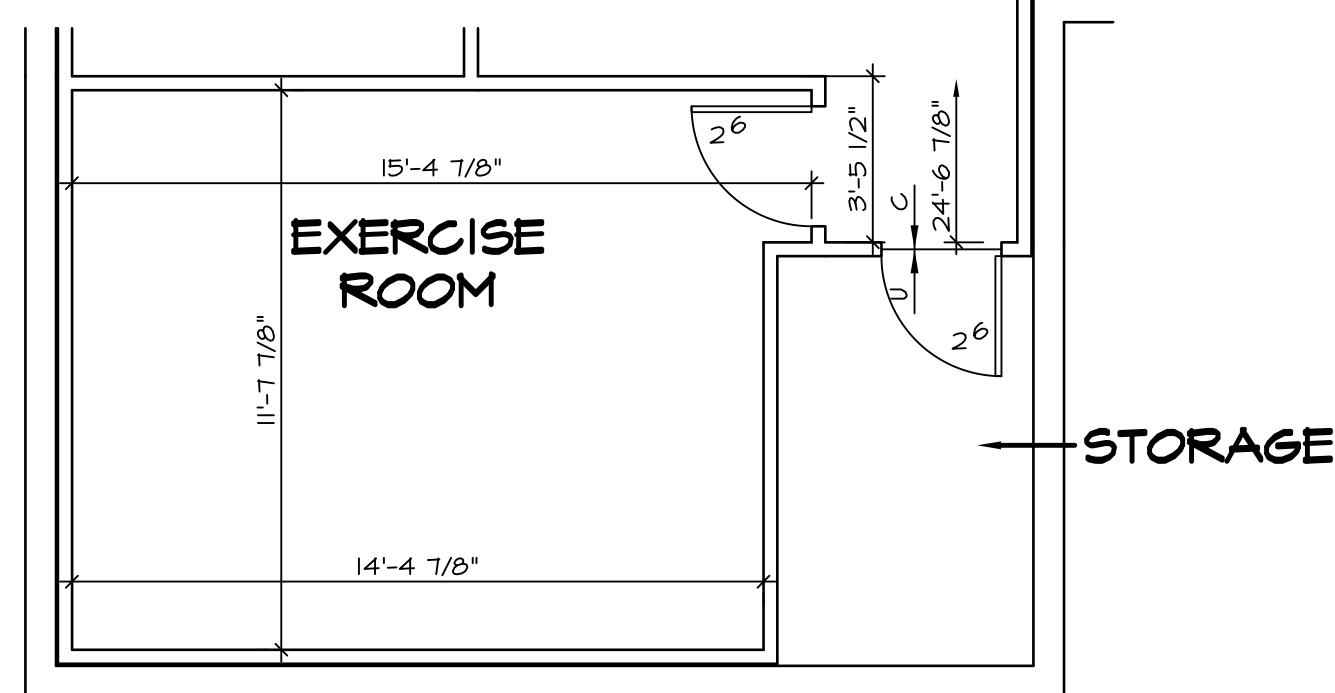 2⁶
3'-5 1/2"
24'-6 7/8"
15'-4 7/8"
C
U
EXERCISE
ROOM
11'-7 7/8"
2⁶
STORAGE
14'-4 7/8"